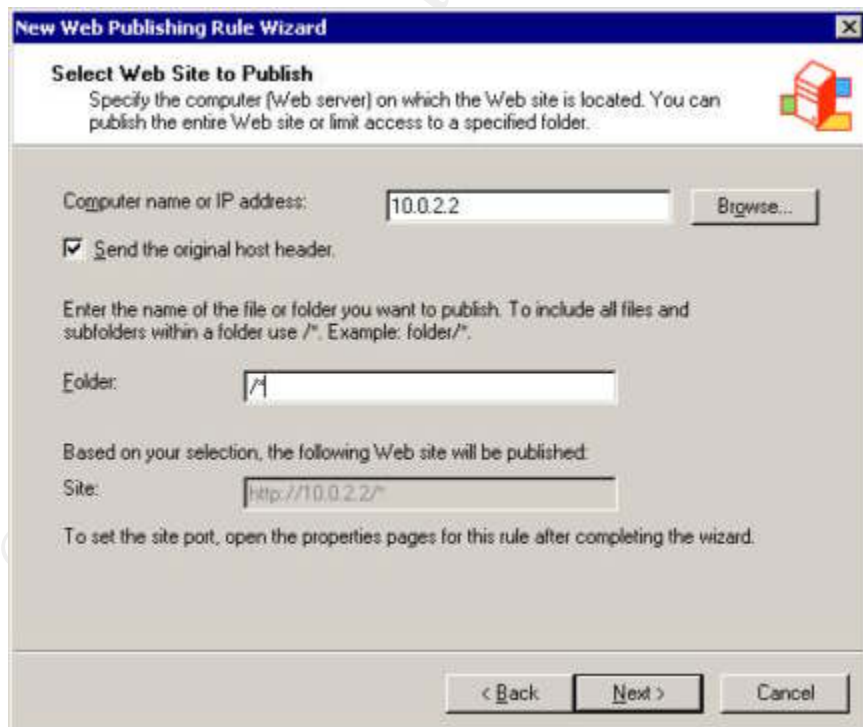 New Web Publishing Rule Wizard
Select Web Site to Publish
Specify the computer (Web server) on which the Web site is located. You can
publish the entire Web site or limit access to a specified folder.
Computer name or IP address: 10.0.2.2 Browse...
Send the original host header.
Enter the name of the file or folder you want to publish. To include all files and
subfolders within a folder use /*. Example: folder/*.
Folder: /*
Based on your selection, the following Web site will be published:
Site: http://10.0.2.2/*
To set the site port, open the properties pages for this rule after completing the wizard.
< Back Next > Cancel